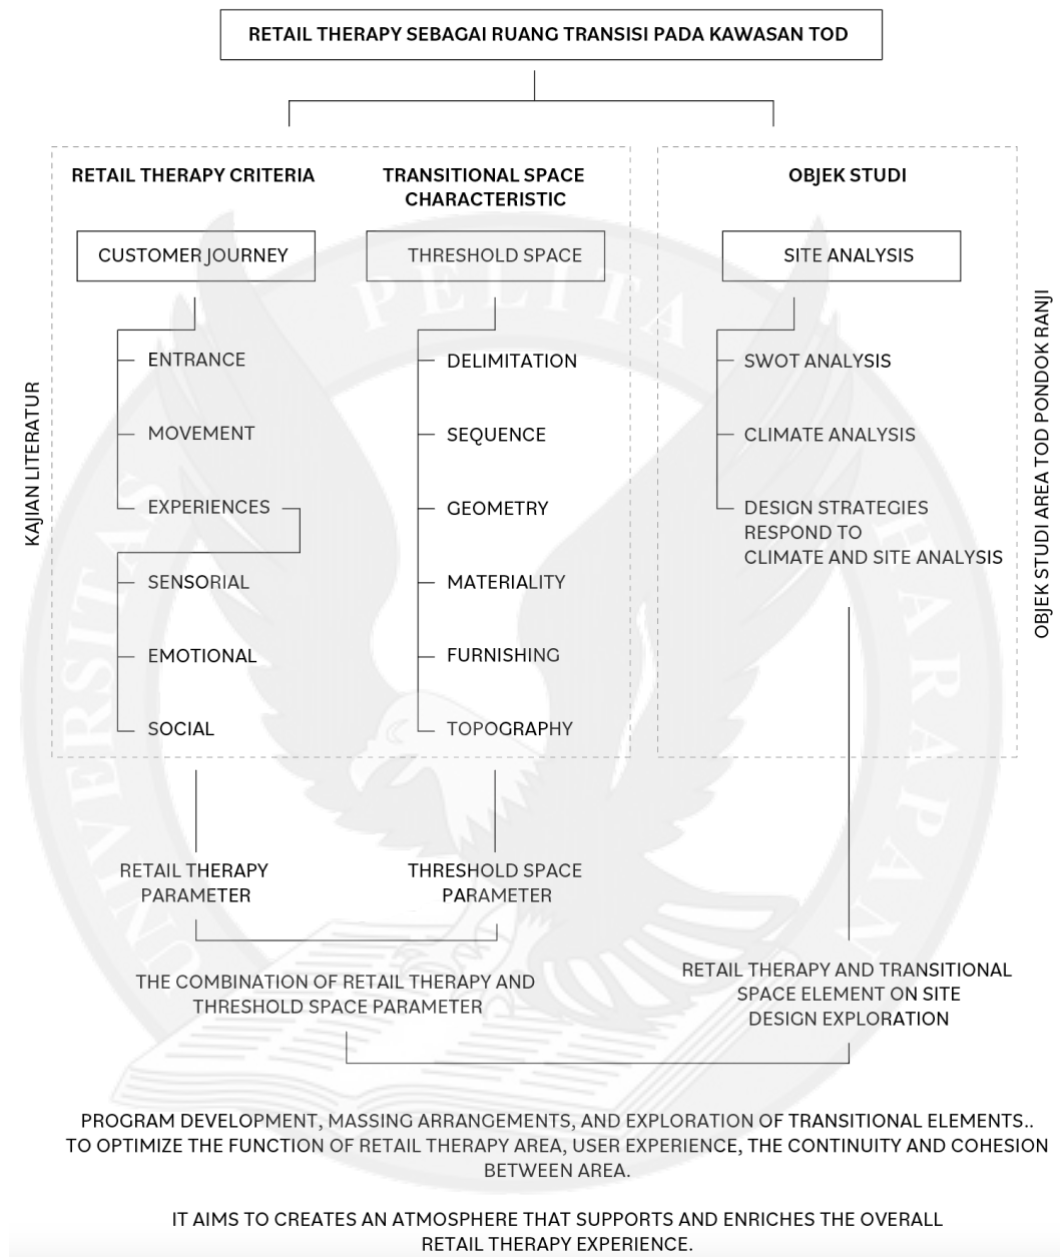 RETAIL THERAPY SEBAGAI RUANG TRANSISI PADA KAWASAN TOD
KAJIAN LITERATUR
RETAIL THERAPY CRITERIA
CUSTOMER JOURNEY
ENTRANCE
MOVEMENT
EXPERIENCES
SENSORIAL
EMOTIONAL
SOCIAL
TRANSITIONAL SPACE
CHARACTERISTIC
THRESHOLD SPACE
DELIMITATION
SEQUENCE
GEOMETRY
MATERIALITY
FURNISHING
TOPOGRAPHY
OBJEK STUDI
SITE ANALYSIS
SWOT ANALYSIS
CLIMATE ANALYSIS
DESIGN STRATEGIES
RESPOND TO
CLIMATE AND SITE ANALYSIS
OBJEK STUDI AREA TOD PONDOK RANJI
RETAIL THERAPY
PARAMETER
THRESHOLD SPACE
PARAMETER
THE COMBINATION OF RETAIL THERAPY AND
THRESHOLD SPACE PARAMETER
RETAIL THERAPY AND TRANSITIONAL
SPACE ELEMENT ON SITE
DESIGN EXPLORATION
PROGRAM DEVELOPMENT, MASSING ARRANGEMENTS, AND EXPLORATION OF TRANSITIONAL ELEMENTS..
TO OPTIMIZE THE FUNCTION OF RETAIL THERAPY AREA, USER EXPERIENCE, THE CONTINUITY AND COHESION
BETWEEN AREA.
IT AIMS TO CREATES AN ATMOSPHERE THAT SUPPORTS AND ENRICHES THE OVERALL
RETAIL THERAPY EXPERIENCE.
UNIVERSITAS PELITA HARAPAN